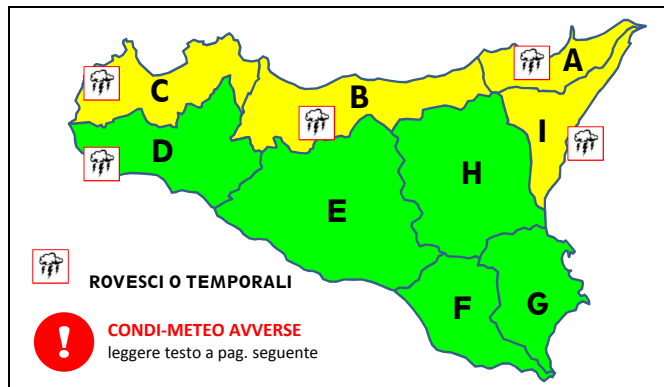 A
B
C
I
D
H
E
F
G
ROVESCI O TEMPORALI
! CONDI-METEO AVVERSE
leggere testo a pag. seguente